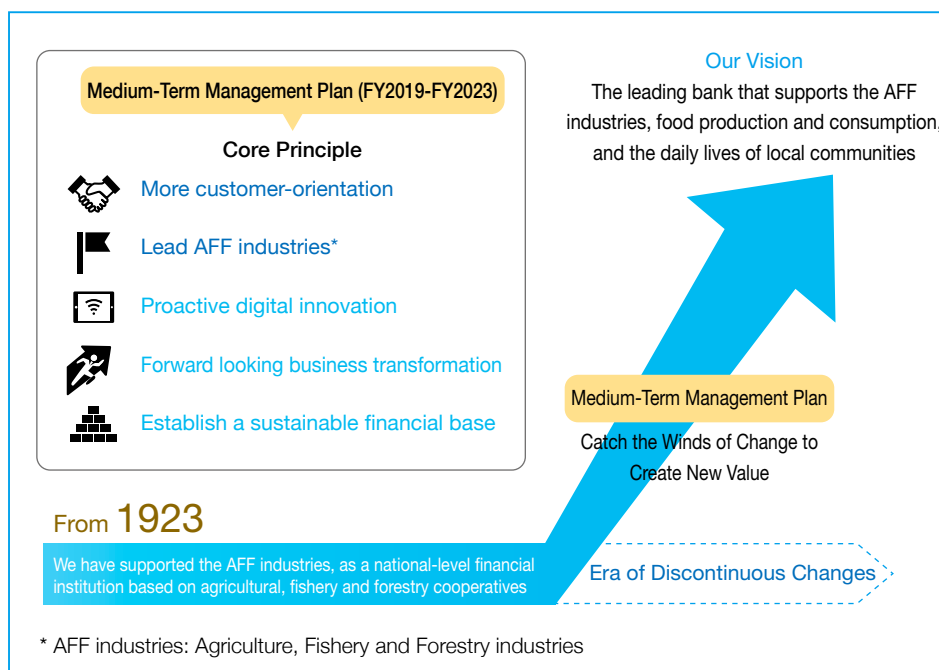 Medium-Term Management Plan (FY2019-FY2023)
Core Principle
More customer-orientation
Lead AFF industries*
Proactive digital innovation
Forward looking business transformation
Establish a sustainable financial base
Our Vision
The leading bank that supports the AFF
industries, food production and consumption,
and the daily lives of local communities
Medium-Term Management Plan
Catch the Winds of Change to
Create New Value
From 1923
We have supported the AFF industries, as a national-level financial
institution based on agricultural, fishery and forestry cooperatives
Era of Discontinuous Changes
* AFF industries: Agriculture, Fishery and Forestry industries